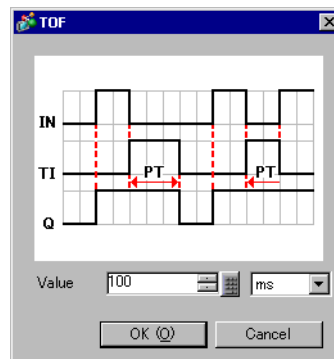 TOF
IN
TI
PT
PT
Q
Value
100
ms
OK (O)
Cancel